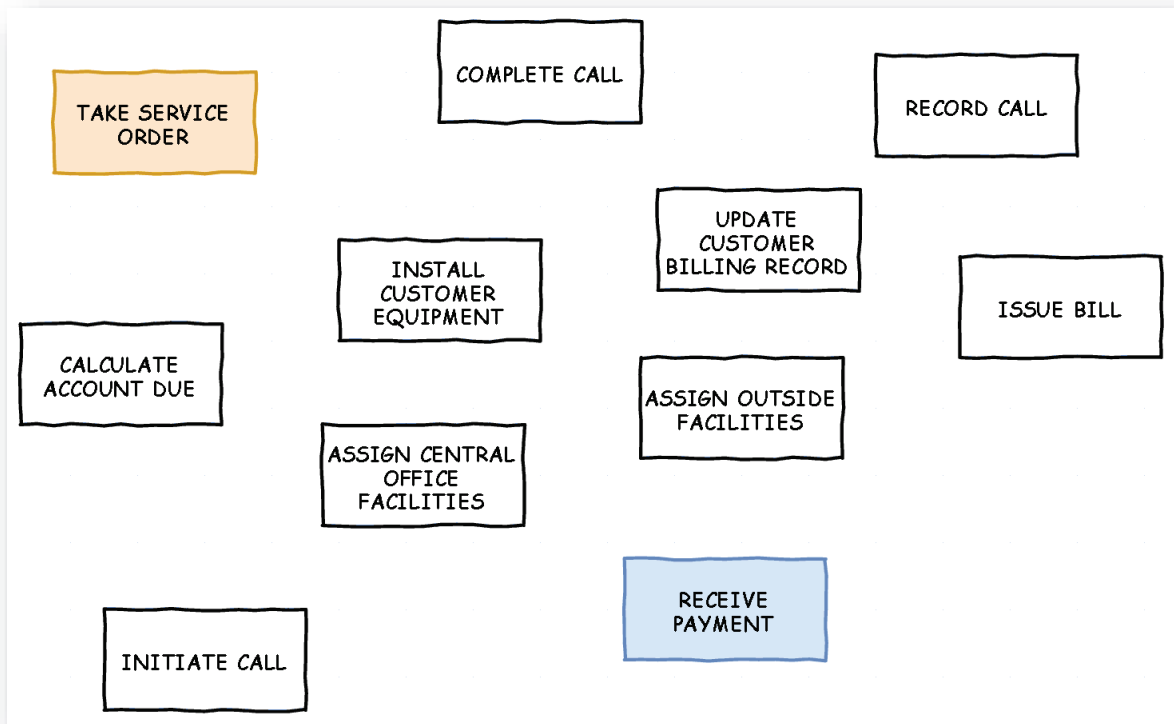 COMPLETE CALL
RECORD CALL
TAKE SERVICE
ORDER
UPDATE
CUSTOMER
BILLING RECORD
INSTALL
CUSTOMER
EQUIPMENT
ISSUE BILL
CALCULATE
ACCOUNT DUE
ASSIGN OUTSIDE
FACILITIES
ASSIGN CENTRAL
OFFICE
FACILITIES
RECEIVE
PAYMENT
INITIATE CALL